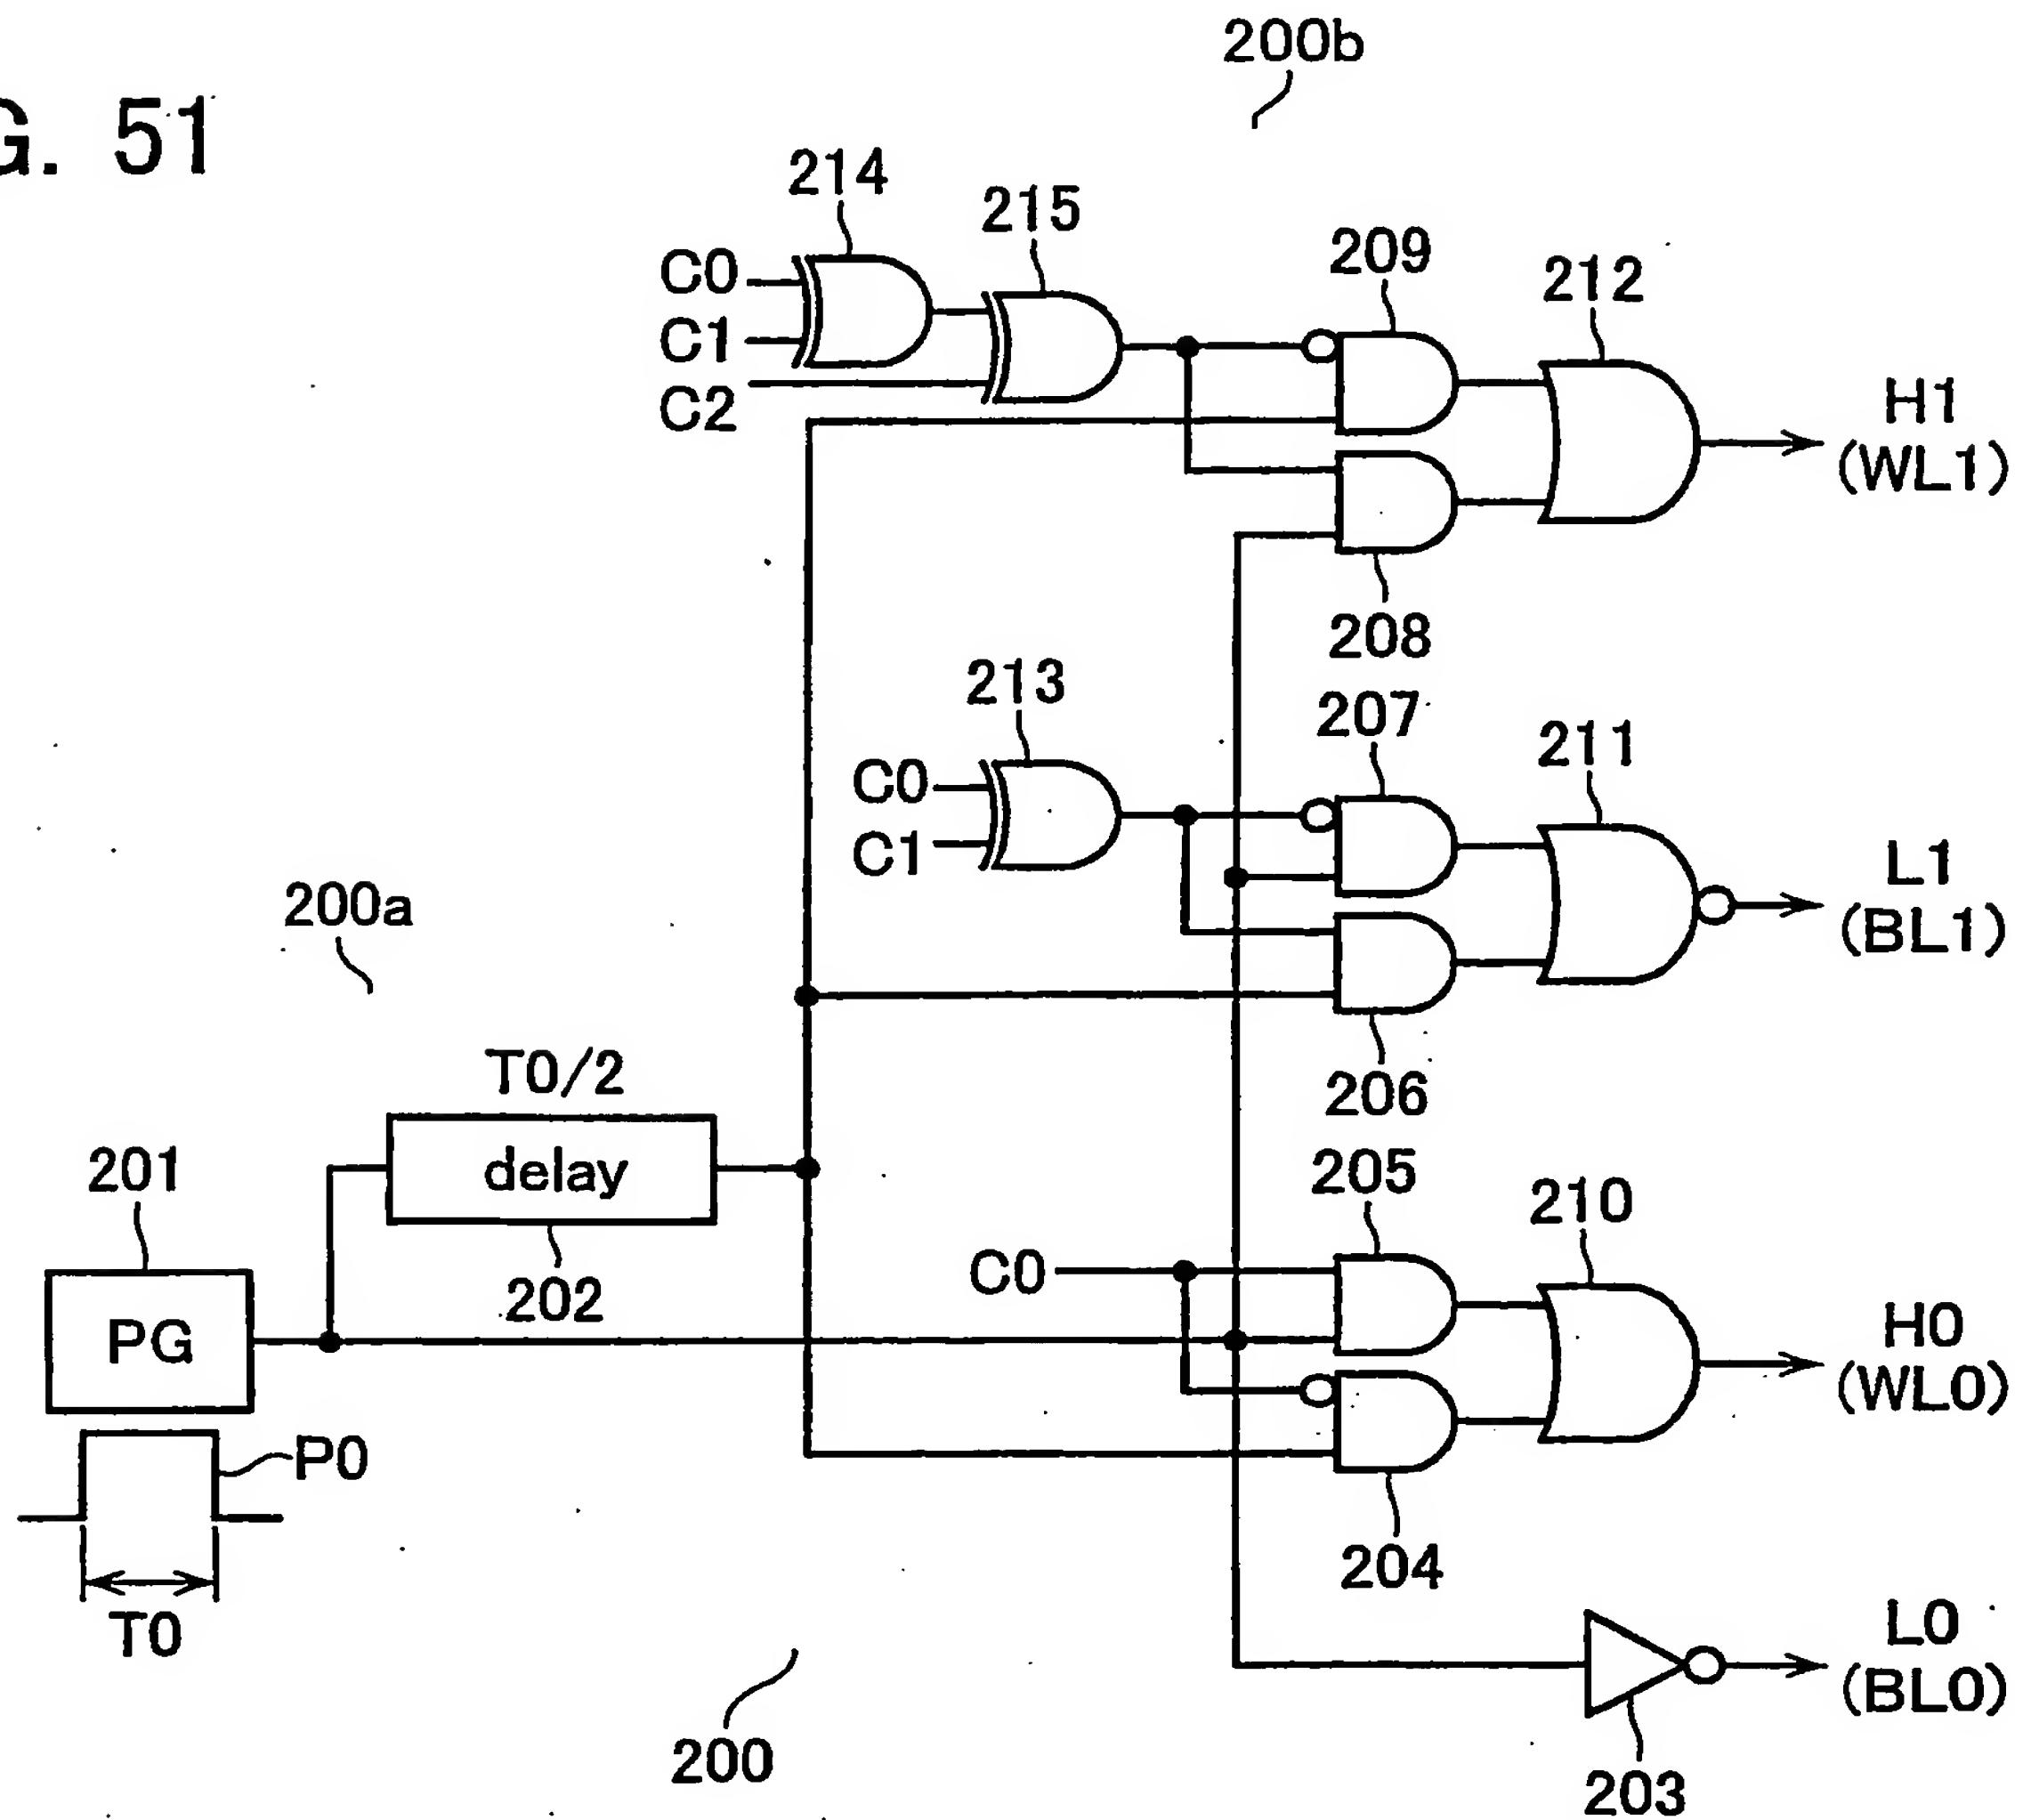 G. 51
200b
214
215
209
212
C0
C1
C2
H1
(WL1)
208
213
207
211
C0
C1
L1
(BL1)
200a
206
T0/2
delay
201
PG
202
205
210
C0
H0
(WL0)
P0
T0
204
L0
(BL0)
200
203